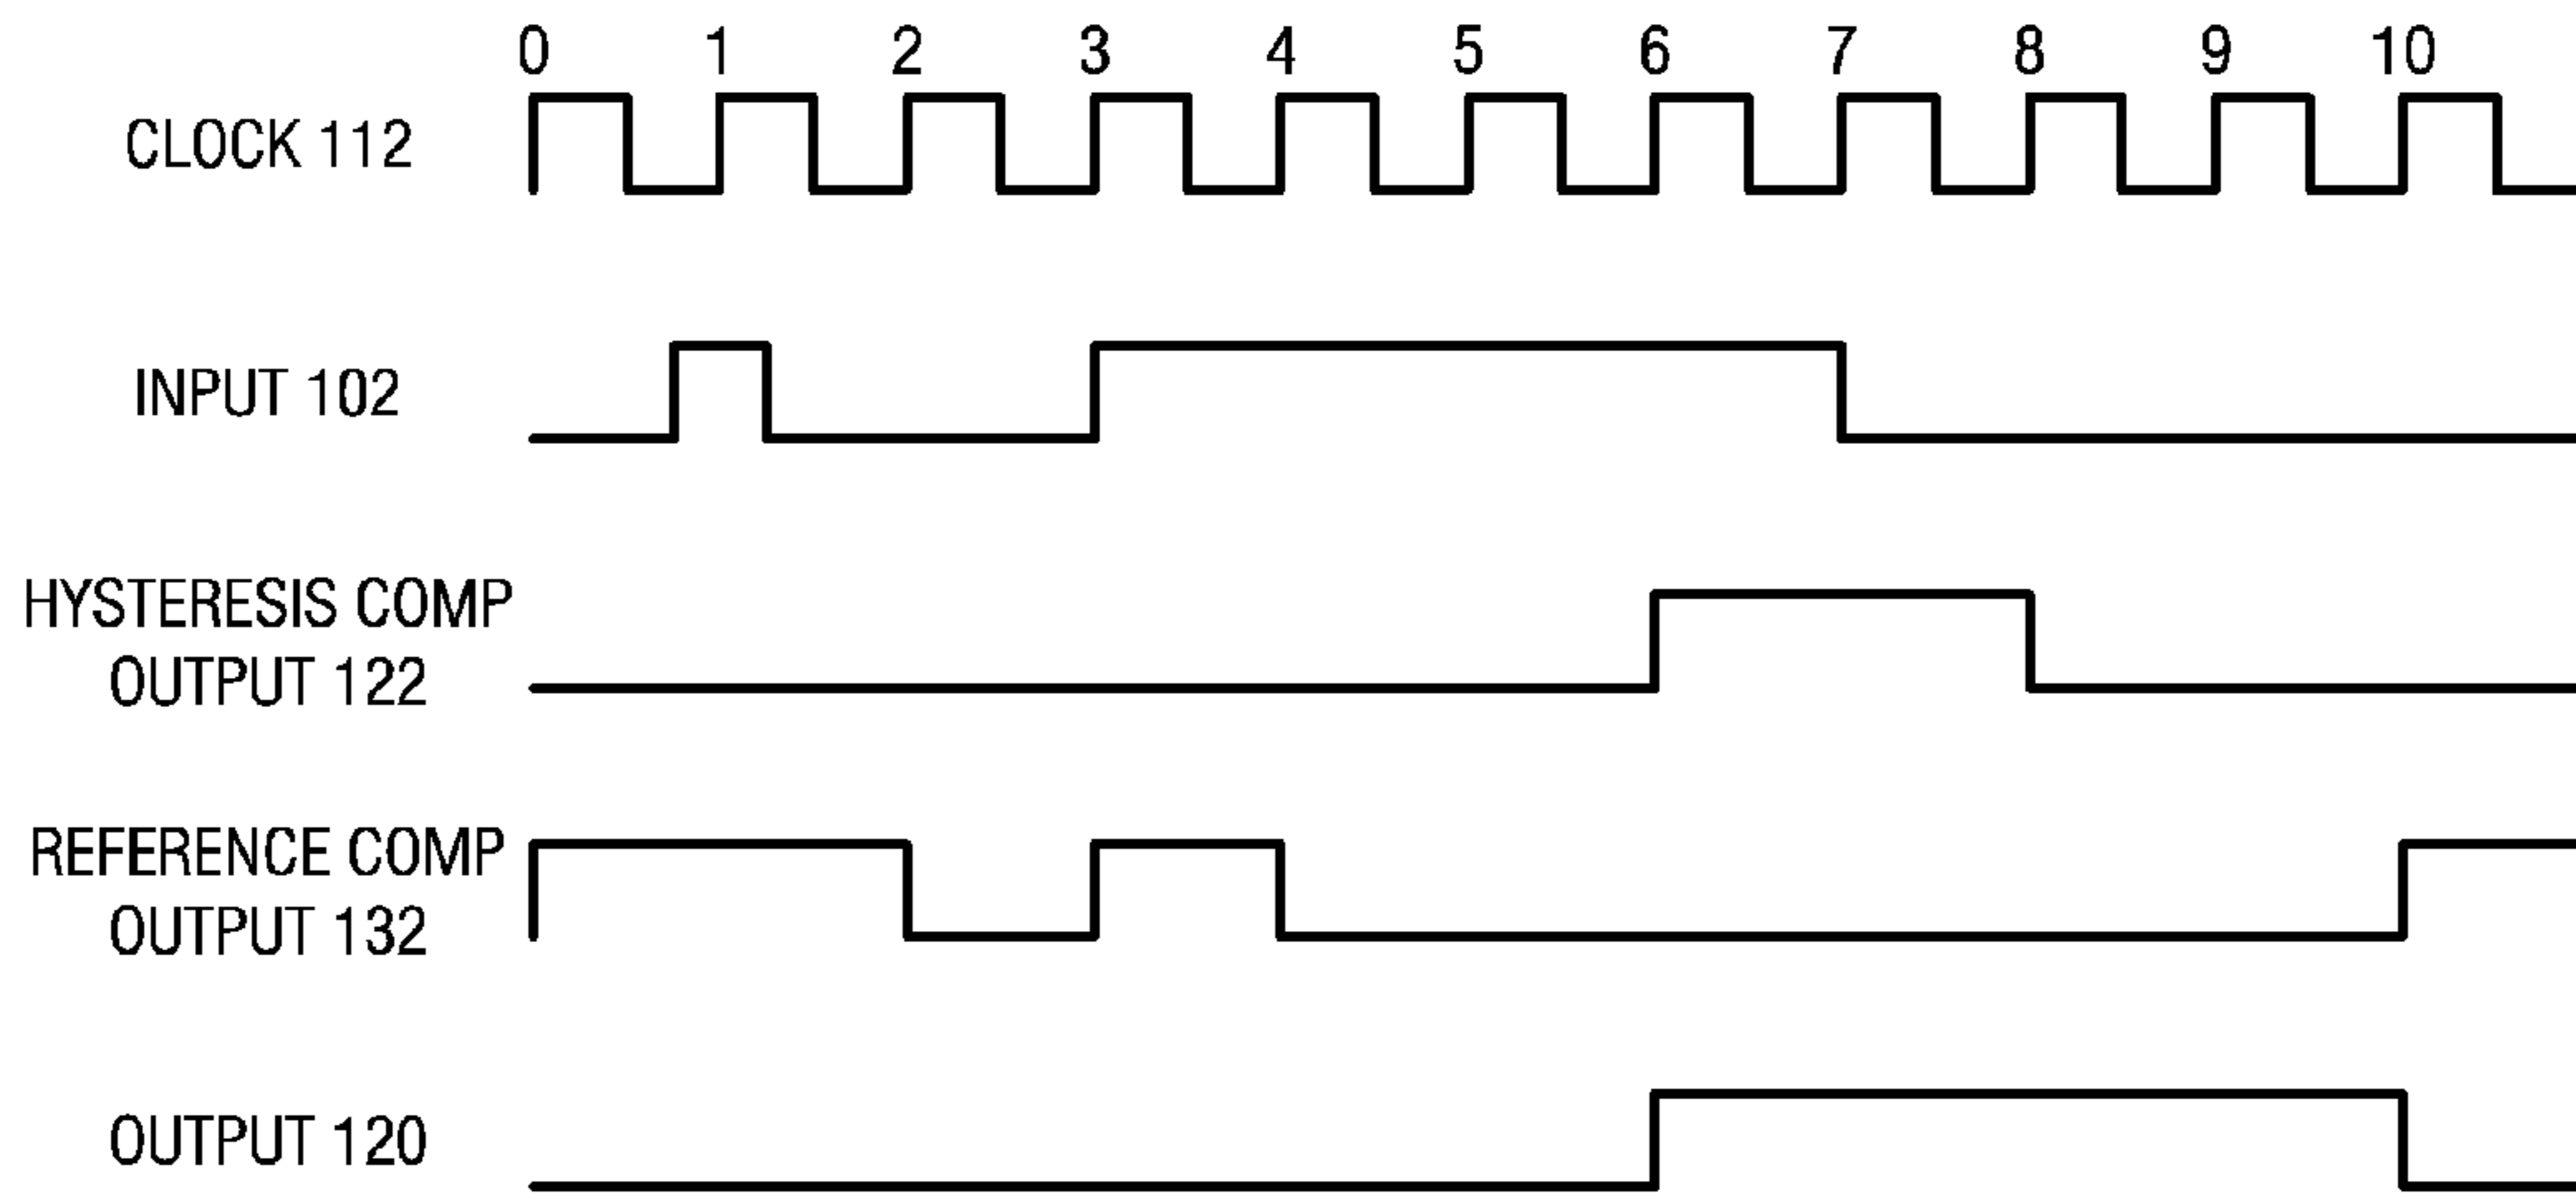 0 1 2 3 4 5 6 7 8 9 10
CLOCK 112
INPUT 102
HYSTERESIS COMP
OUTPUT 122
REFERENCE COMP
OUTPUT 132
OUTPUT 120